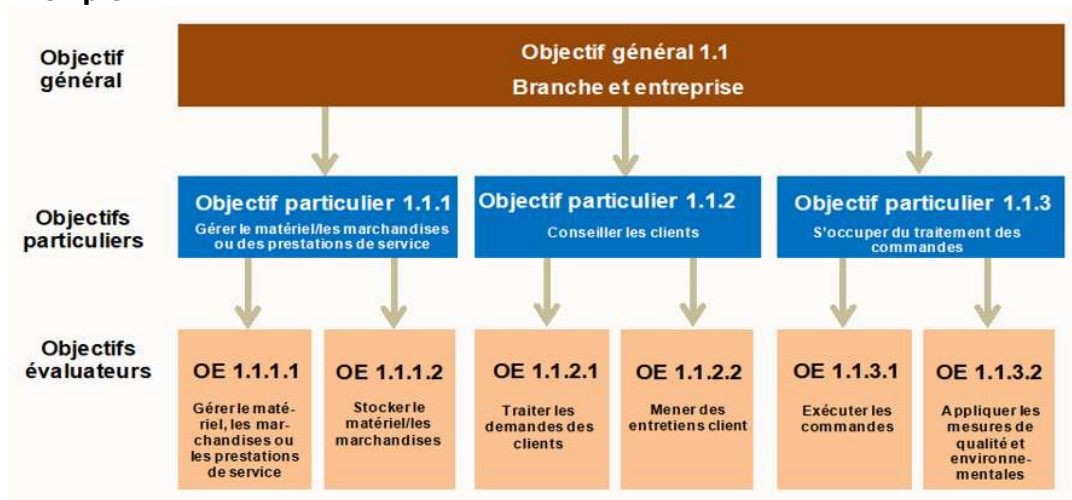 Objectif
général
Objectif général 1.1
Branche et entreprise
Objectifs
particuliers
Objectif particulier 1.1.1
Gérer le matériel/les marchandises
ou des prestations de service
Objectif particulier 1.1.2
Conseiller les clients
Objectif particulier 1.1.3
S'occuper du traitement des
commandes
Objectifs
évaluateurs
OE 1.1.1.1
Gérer le maté-
riel, les mar-
chandises ou
les prestations
de service
OE 1.1.1.2
Stocker le
matériel/les
marchandises
OE 1.1.2.1
Traiter les
demandes des
clients
OE 1.1.2.2
Mener des
entretiens client
OE 1.1.3.1
Exécuter les
commandes
OE 1.1.3.2
Appliquer les
mesures de
qualité et
environne-
mentales